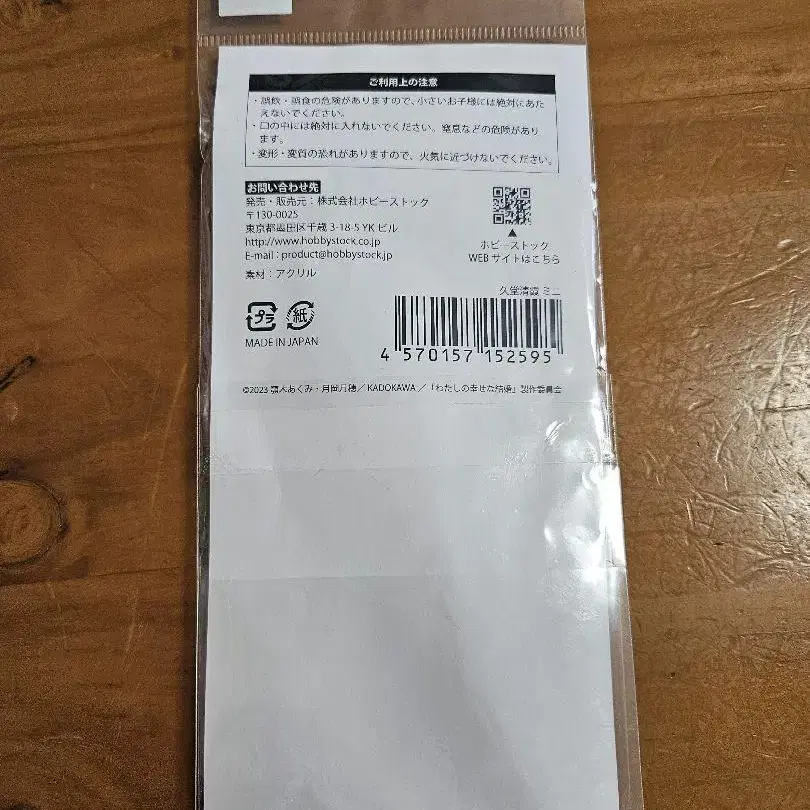 ご利用上の注意
・誤飲・誤食の危険がありますので、小さいお子様には絶対にあた
えないでください。
・口の中には絶対に入れないでください。窒息などの危険があり
ます。
・変形・変質の恐れがありますので、火気に近づけないでください。
お問い合わせ先
発売・販売元：株式会社ホビーストック
〒130-0025
東京都墨田区千歳 3-18-5 YK ビル
http://www.hobbystock.co.jp
E-mail : product@hobbystock.jp
素材：アクリル
▲
ホビーストック
WEB サイトはこちら
プラ
紙
MADE IN JAPAN
久堂清霞 ミニ
4 570157 152595
©2023 顎木あくみ・月岡月穂／KADOKAWA ／「わたしの幸せな結婚」製作委員会